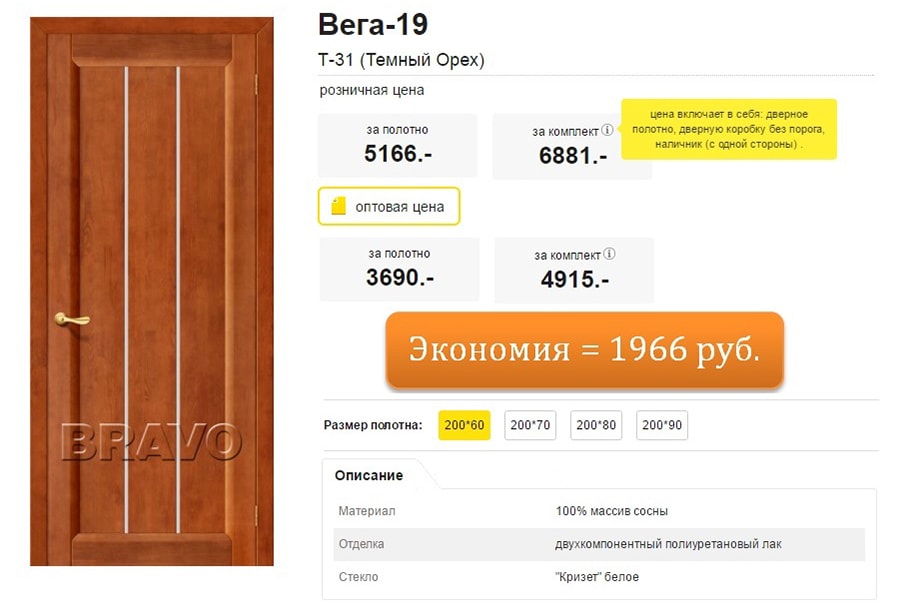 Вега-19
Т-31 (Темный Орех)
розничная цена
за полотно
5166.-
за комплект
6881.-
цена включает в себя: дверное
полотно, дверную коробку без порога,
наличник (с одной стороны) .
оптовая цена
за полотно
3690.-
за комплект
4915.-
Экономия = 1966 руб.
Размер полотна: 200*60 200*70 200*80 200*90
BRAVO
Описание
Материал 100% массив сосны
Отделка двухкомпонентный полиуретановый лак
Стекло "Кризет" белое